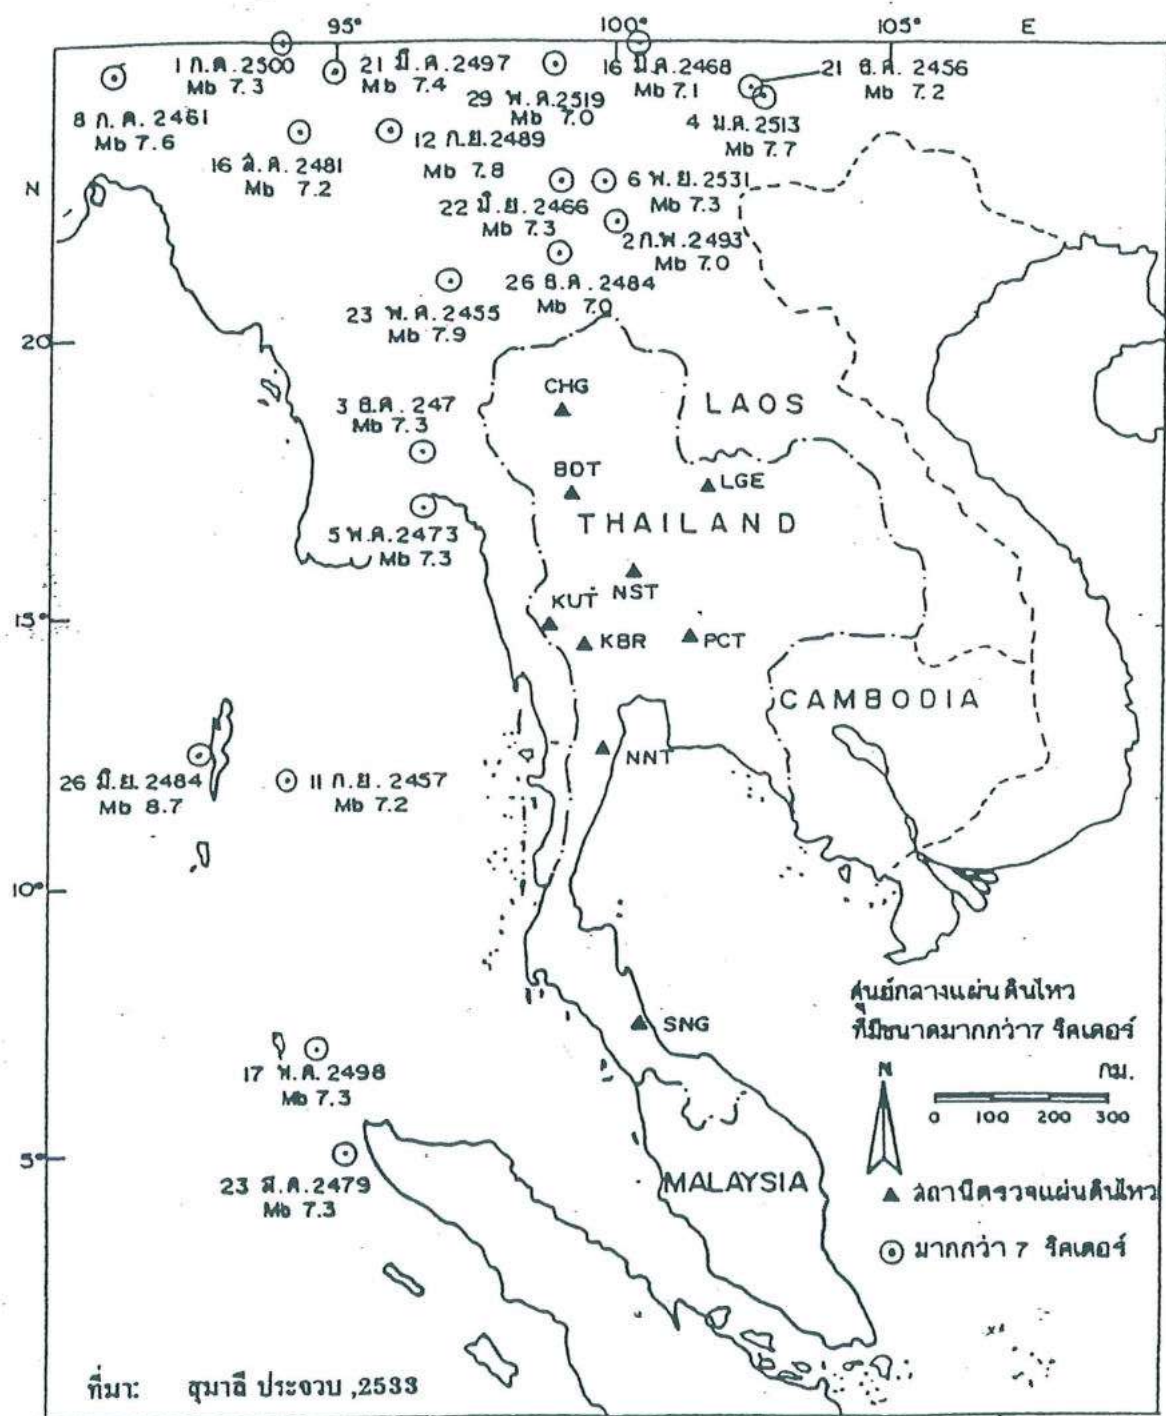 95° 100° 105° E
1 ก.ค.2500
Mb 7.3
21 มี.ค.2497
Mb 7.4
29 พ.ค.2519
Mb 7.0
16 มี.ค.2468
Mb 7.1
21 ธ.ค. 2456
Mb 7.2
4 ม.ค.2513
Mb 7.7
8 ก.ค. 2461
Mb 7.6
16 ส.ค. 2481
Mb 7.2
12 ก.ย.2489
Mb 7.8
N
22 มิ.ย. 2466
Mb 7.3
6 พ.ย.2531
Mb 7.3
2 ก.พ.2493
Mb 7.0
26 ธ.ค. 2484
Mb 7.0
23 พ.ค.2455
Mb 7.9
20°
3 ธ.ค. 247
Mb 7.3
CHG
LAOS
BDT
LGE
THAILAND
5 พ.ค.2473
Mb 7.3
NST
KUT
15°
KBR
PCT
CAMBODIA
NNT
26 มิ.ย. 2484
Mb 8.7
11 ก.ย. 2457
Mb 7.2
10°
ศูนย์กลางแผ่นดินไหว
ที่มีขนาดมากกว่า7 ริคเตอร์
SNG
N
กม.
0 100 200 300
17 พ.ค. 2498
Mb 7.3
5°
23 ส.ค.2479
Mb 7.3
MALAYSIA
สถานีตรวจแผ่นดินไหว
มากกว่า 7 ริคเตอร์
ที่มา: สุมาลี ประจวบ ,2533